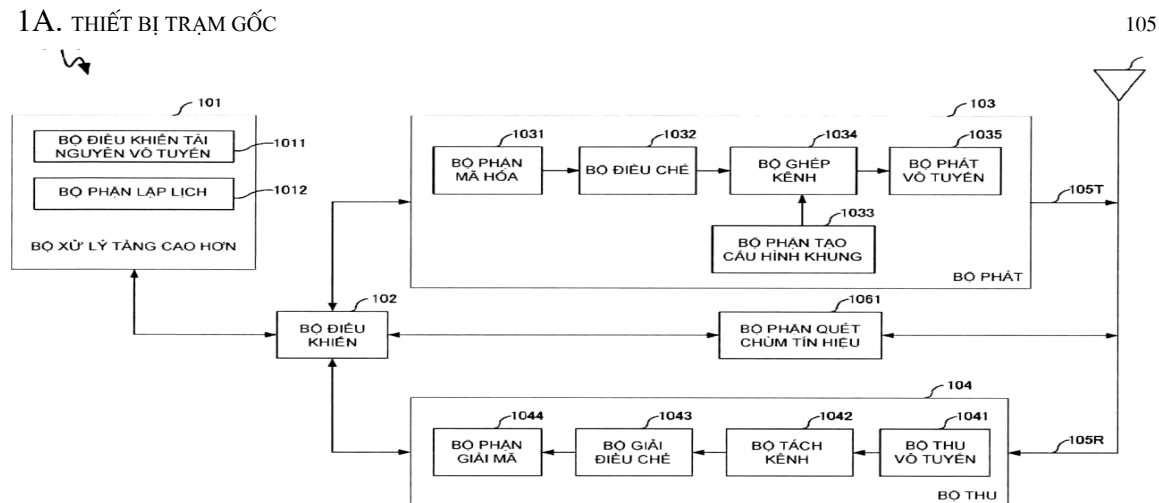 1A. THIẾT BỊ TRẠM GỐC
105
101
BỘ ĐIỀU KHIỂN TÀI
NGUYÊN VÔ TUYẾN
1011
BỘ PHẬN LẬP LỊCH
1012
BỘ XỬ LÝ TẦNG CAO HƠN
103
1031
BỘ PHẬN
MÃ HÓA
1032
BỘ ĐIỀU CHẾ
1034
BỘ GHÉP
KÊNH
1035
BỘ PHÁT
VÔ TUYẾN
1033
BỘ PHẬN TẠO
CẤU HÌNH KHUNG
BỘ PHÁT
105T
102
BỘ ĐIỀU
KHIỂN
1061
BỘ PHẬN QUÉT
CHÙM TÍN HIỆU
104
1044
BỘ PHẬN
GIẢI MÃ
1043
BỘ GIẢI
ĐIỀU CHẾ
1042
BỘ TÁCH
KÊNH
1041
BỘ THU
VÔ TUYẾN
BỘ THU
105R